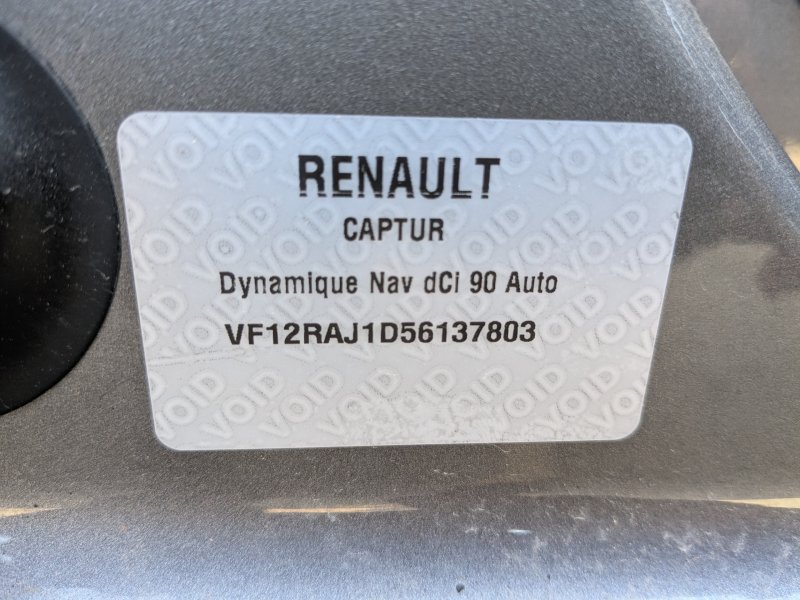 RENAULT
CAPTUR
Dynamique Nav dCi 90 Auto
VF12RAJ1D56137803